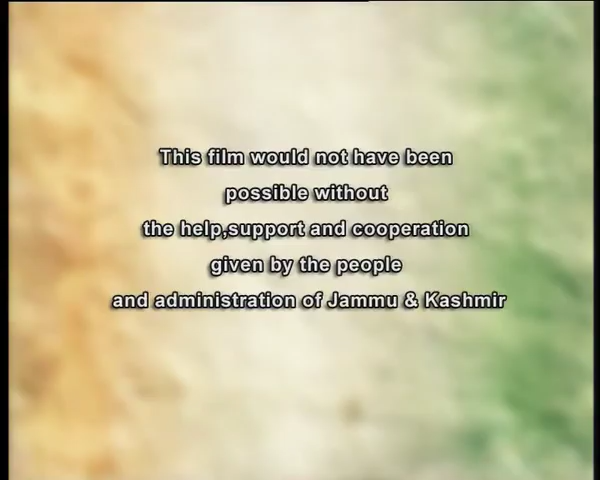 This film would not have been
possible without
the help,support and cooperation
given by the people
and administration of Jammu & Kashmir